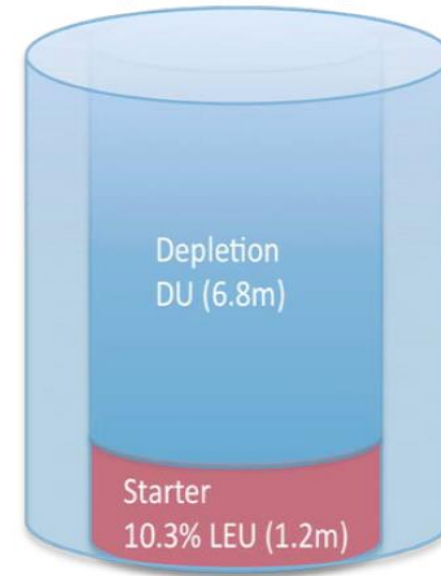 Depletion
DU (6.8m)
Starter
10.3% LEU (1.2m)